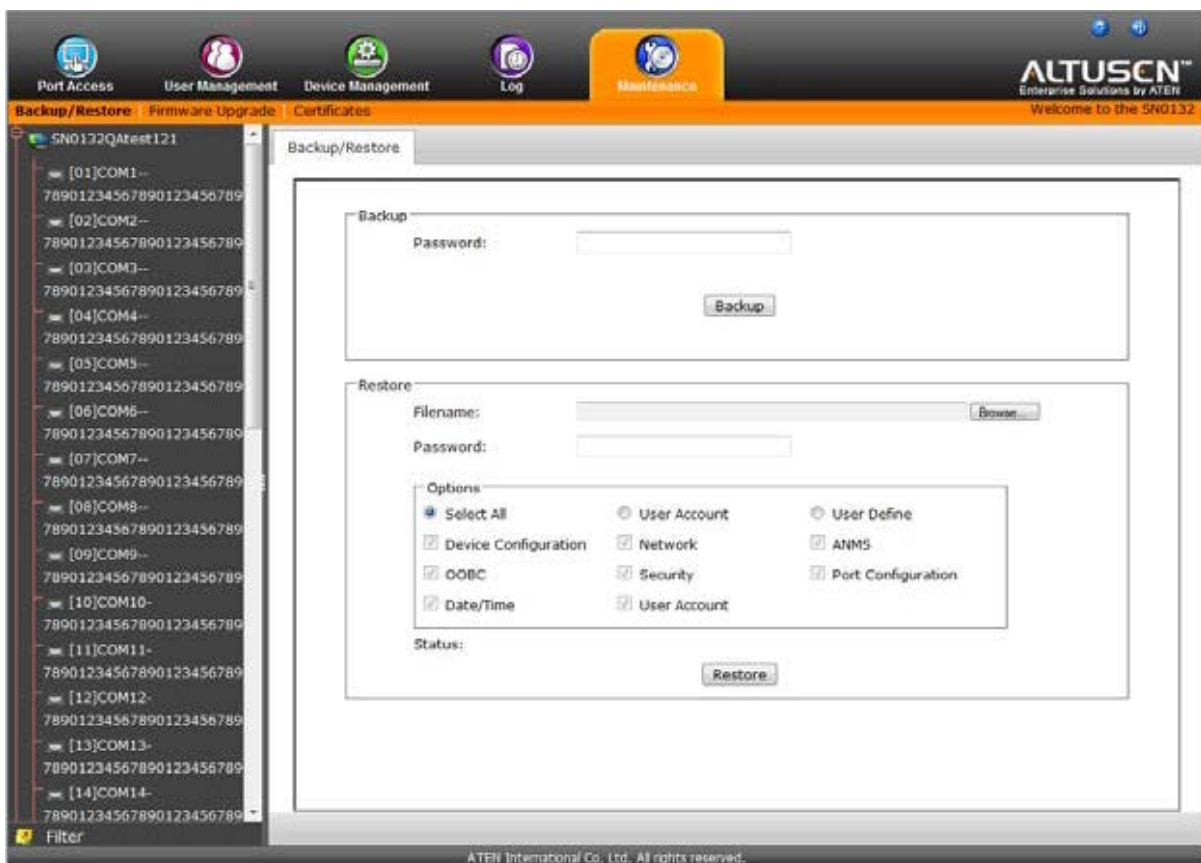 Port Access
User Management
Device Management
Log
Maintenance
ALTUSEN™
Enterprise Solutions by ATEN
Backup/Restore
Firmware Upgrade
Certificates
Welcome to the SN0132
SN0132QAtest121
[01]COM1--
78901234567890123456789
[02]COM2--
78901234567890123456789
[03]COM3--
78901234567890123456789
[04]COM4--
78901234567890123456789
[05]COM5--
78901234567890123456789
[06]COM6--
78901234567890123456789
[07]COM7--
78901234567890123456789
[08]COM8--
78901234567890123456789
[09]COM9--
78901234567890123456789
[10]COM10-
78901234567890123456789
[11]COM11-
78901234567890123456789
[12]COM12-
78901234567890123456789
[13]COM13-
78901234567890123456789
[14]COM14-
78901234567890123456789
Filter
Backup/Restore
Backup
Password:
Backup
Restore
Filename:
Browse...
Password:
Options
Select All
User Account
User Define
Device Configuration
Network
ANMS
OOBC
Security
Port Configuration
Date/Time
User Account
Status:
Restore
ATEN International Co. Ltd. All rights reserved.